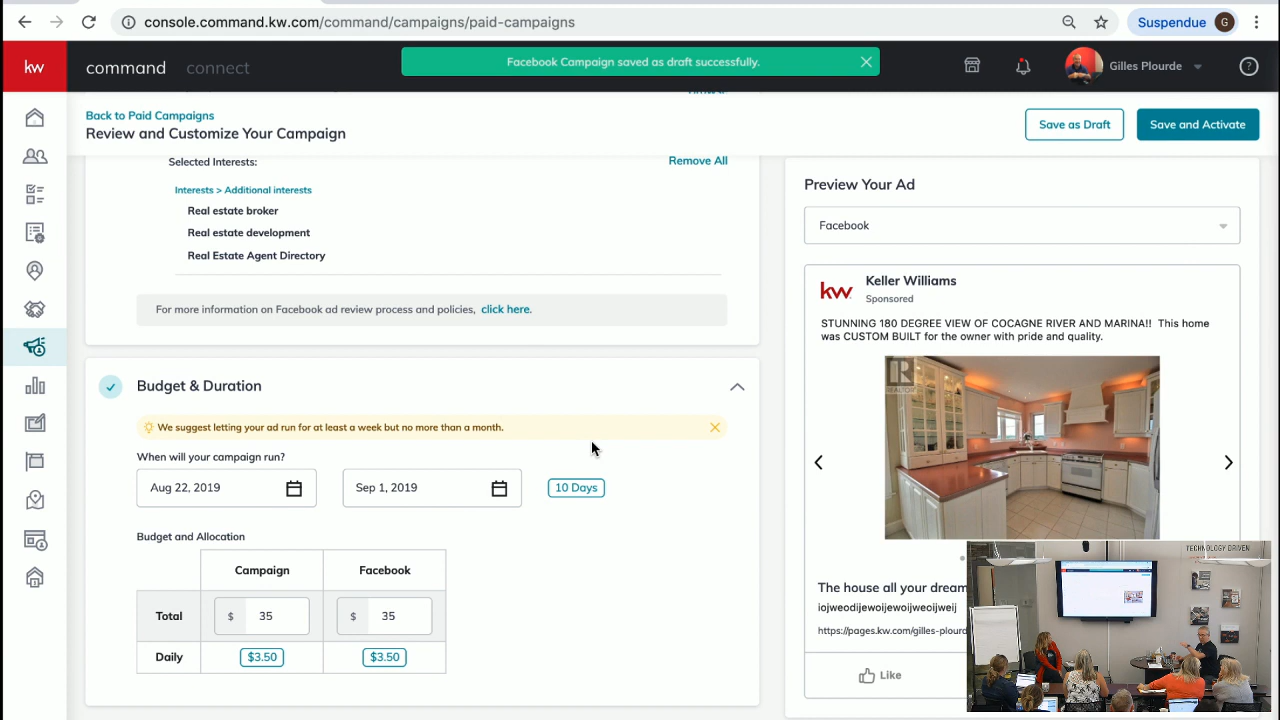 console.command.kw.com/command/campaigns/paid-campaigns
Suspendue G
kw command connect
Facebook Campaign saved as draft successfully.
Gilles Plourde
Back to Paid Campaigns
Review and Customize Your Campaign
Save as Draft
Save and Activate
Selected Interests:
Remove All
Interests > Additional interests
Real estate broker
Real estate development
Real Estate Agent Directory
For more information on Facebook ad review process and policies, click here.
Budget & Duration
We suggest letting your ad run for at least a week but no more than a month.
When will your campaign run?
Aug 22, 2019
Sep 1, 2019
10 Days
Budget and Allocation
Campaign Facebook
Total $ 35 $ 35
Daily $3.50 $3.50
Preview Your Ad
Facebook
kw Keller Williams
Sponsored
STUNNING 180 DEGREE VIEW OF COCAGNE RIVER AND MARINA!! This home
was CUSTOM BUILT for the owner with pride and quality.
R
REALTOR
The house all your dream
iojweodijewoijewoijweoijweij
https://pages.kw.com/gilles-plourd
Like
TECHNOLOGY DRIVEN